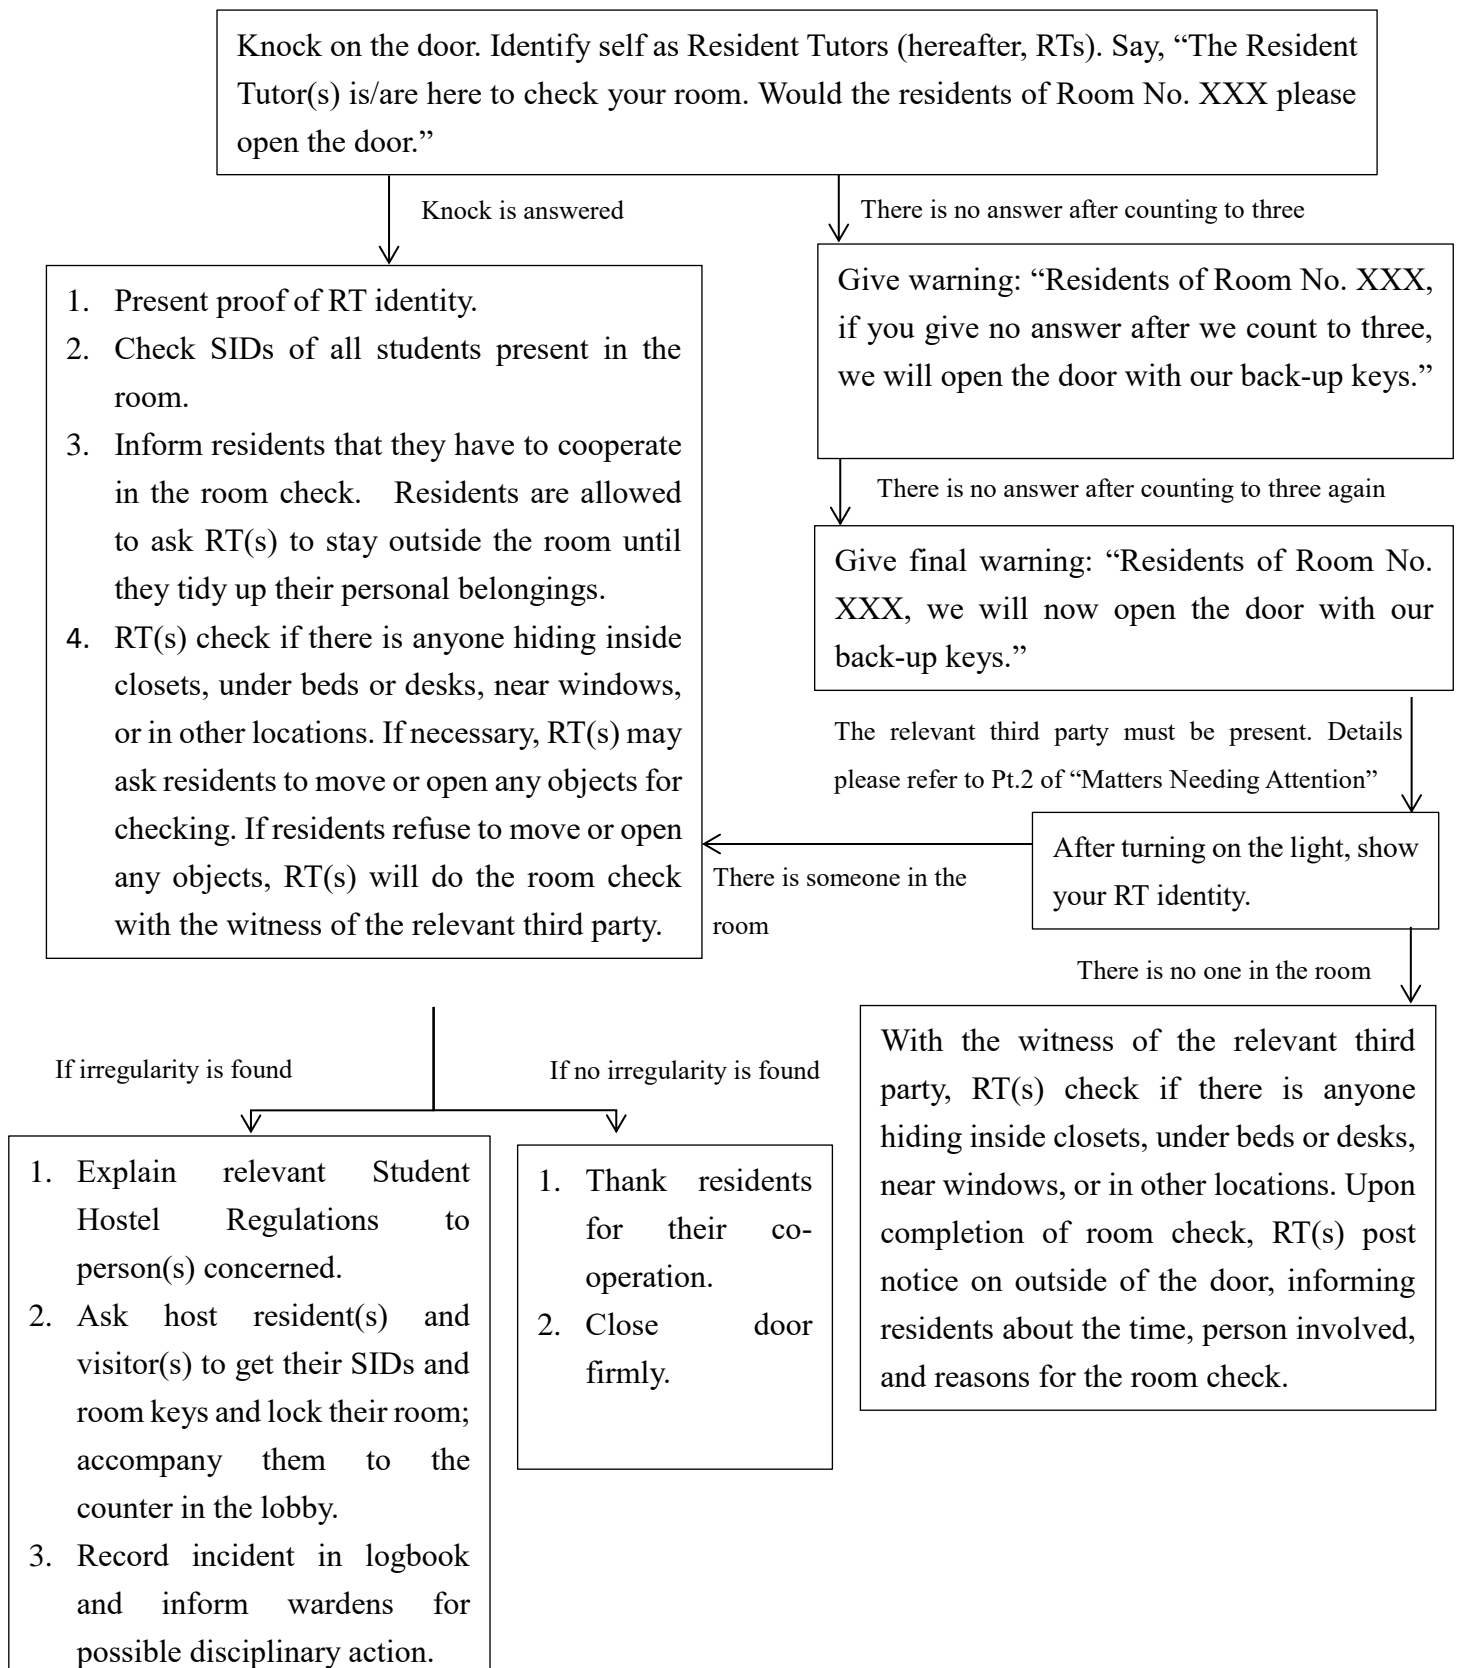 Knock on the door. Identify self as Resident Tutors (hereafter, RTs). Say, “The Resident
Tutor(s) is/are here to check your room. Would the residents of Room No. XXX please
open the door.”
Knock is answered
There is no answer after counting to three
1. Present proof of RT identity.
2. Check SIDs of all students present in the
room.
3. Inform residents that they have to cooperate
in the room check. Residents are allowed
to ask RT(s) to stay outside the room until
they tidy up their personal belongings.
4. RT(s) check if there is anyone hiding inside
closets, under beds or desks, near windows,
or in other locations. If necessary, RT(s) may
ask residents to move or open any objects for
checking. If residents refuse to move or open
any objects, RT(s) will do the room check
with the witness of the relevant third party.
Give warning: “Residents of Room No. XXX,
if you give no answer after we count to three,
we will open the door with our back-up keys.”
There is no answer after counting to three again
Give final warning: “Residents of Room No.
XXX, we will now open the door with our
back-up keys.”
The relevant third party must be present. Details
please refer to Pt.2 of “Matters Needing Attention”
After turning on the light, show
your RT identity.
There is someone in the
room
There is no one in the room
With the witness of the relevant third
party, RT(s) check if there is anyone
hiding inside closets, under beds or desks,
near windows, or in other locations. Upon
completion of room check, RT(s) post
notice on outside of the door, informing
residents about the time, person involved,
and reasons for the room check.
If irregularity is found
If no irregularity is found
1. Explain relevant Student
Hostel Regulations to
person(s) concerned.
2. Ask host resident(s) and
visitor(s) to get their SIDs and
room keys and lock their room;
accompany them to the
counter in the lobby.
3. Record incident in logbook
and inform wardens for
possible disciplinary action.
1. Thank residents
for their co-
operation.
2. Close door
firmly.